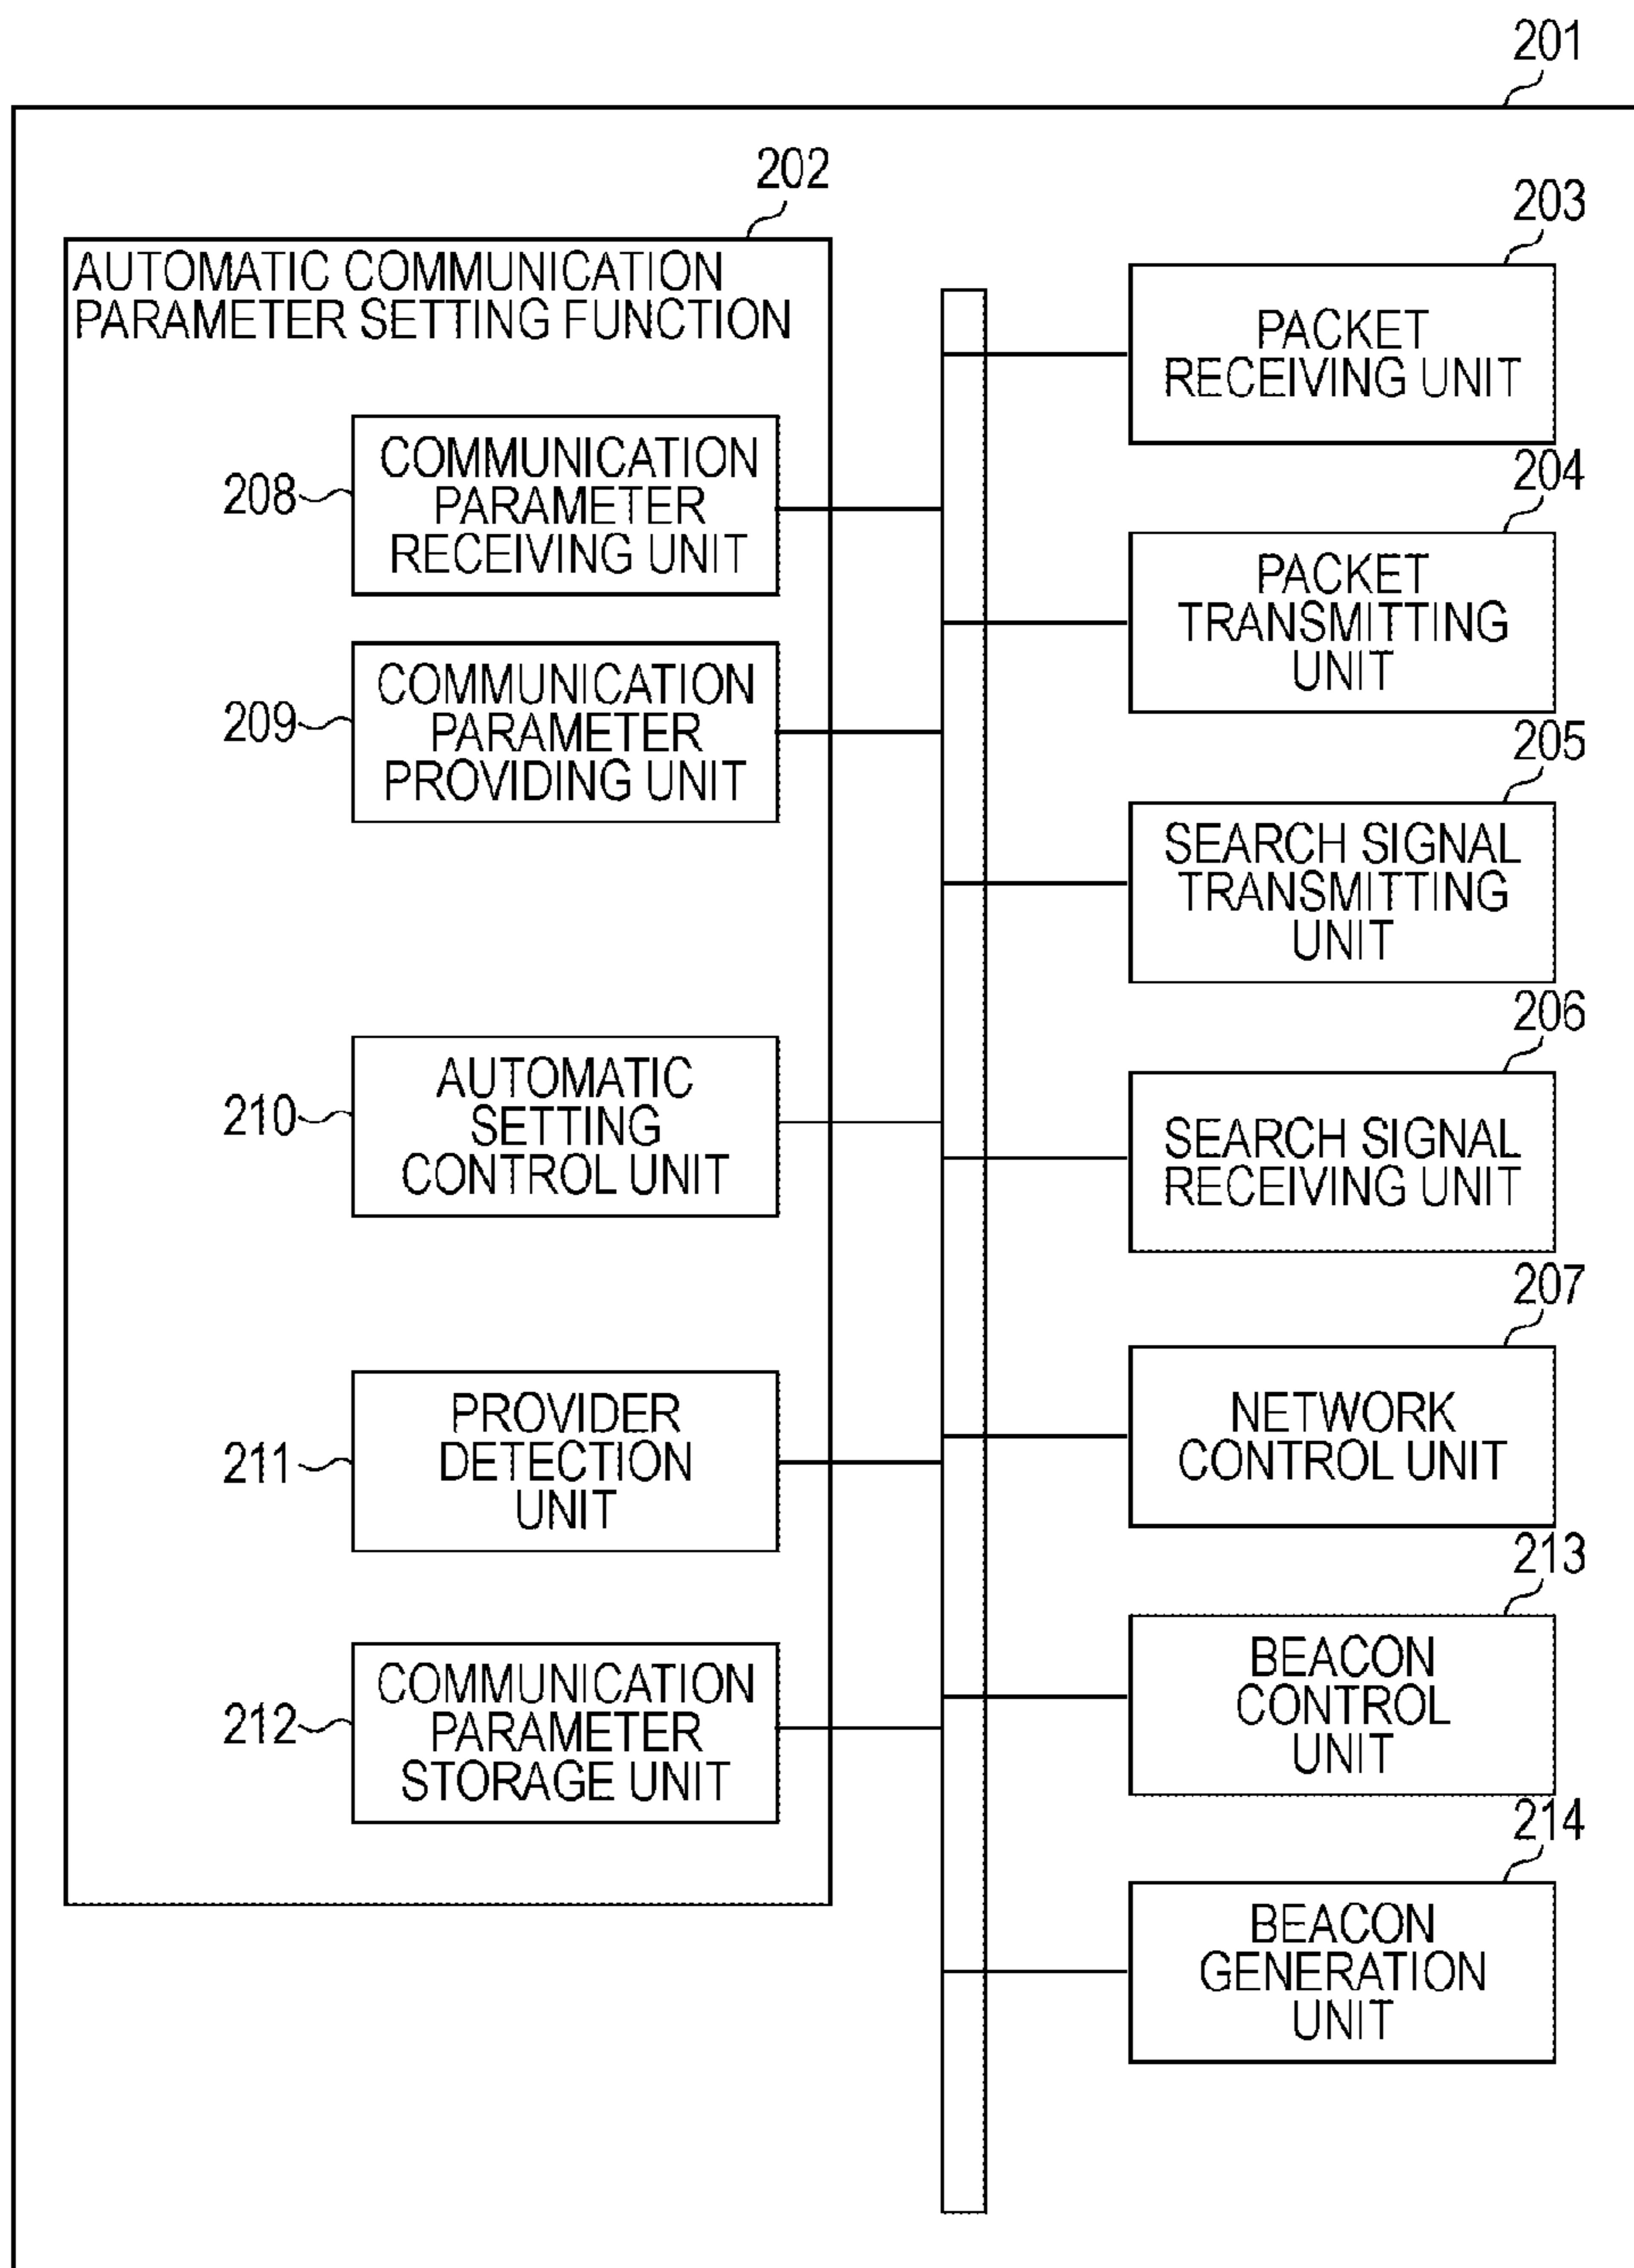 201
202
AUTOMATIC COMMUNICATION
PARAMETER SETTING FUNCTION
208
COMMUNICATION
PARAMETER
RECEIVING UNIT
209
COMMUNICATION
PARAMETER
PROVIDING UNIT
210
AUTOMATIC
SETTING
CONTROL UNIT
211
PROVIDER
DETECTION
UNIT
212
COMMUNICATION
PARAMETER
STORAGE UNIT
203
PACKET
RECEIVING UNIT
204
PACKET
TRANSMITTING
UNIT
205
SEARCH SIGNAL
TRANSMITTING
UNIT
206
SEARCH SIGNAL
RECEIVING UNIT
207
NETWORK
CONTROL UNIT
213
BEACON
CONTROL
UNIT
214
BEACON
GENERATION
UNIT